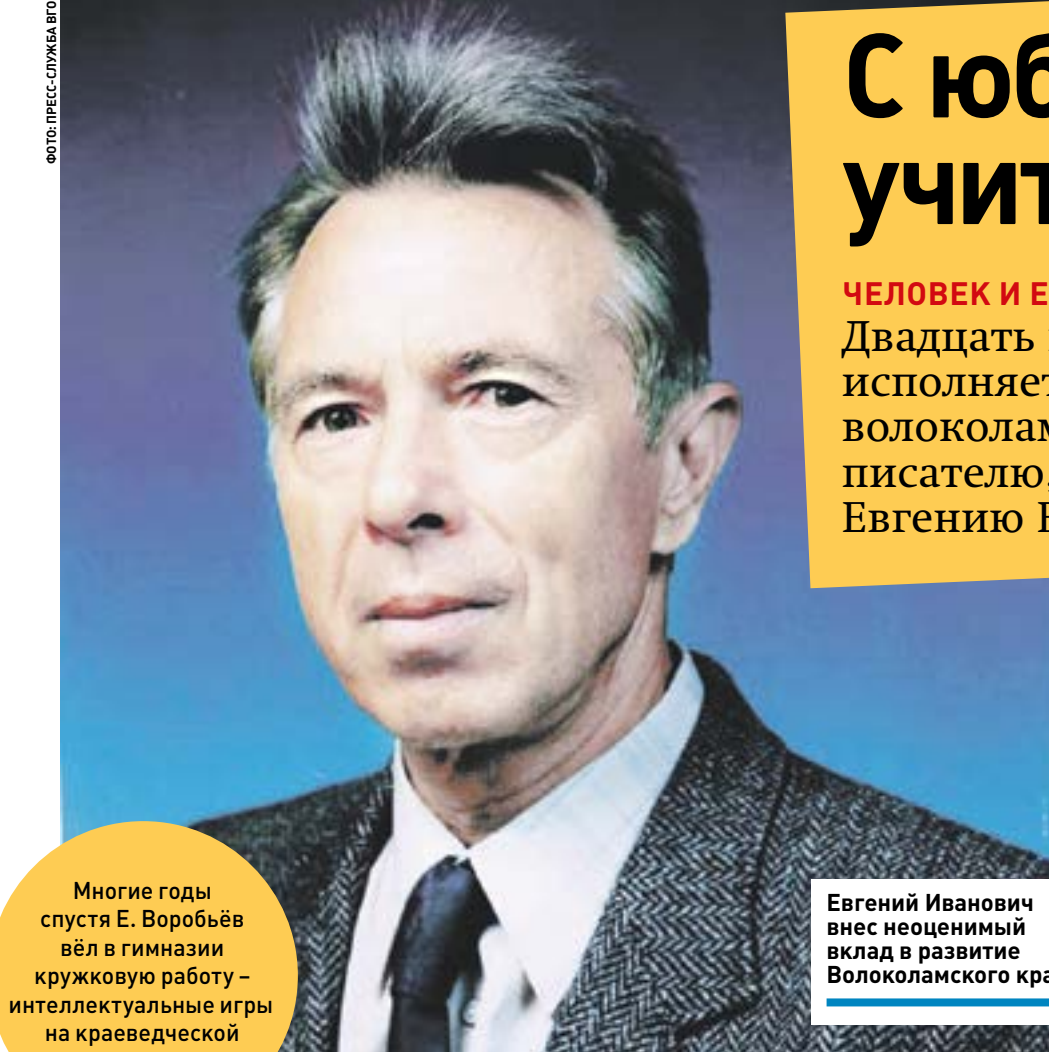 ФОТО: ПРЕСС-СЛУЖБА ВГО
С юб
учит
ЧЕЛОВЕК И Е
Двадцать
исполняет
волоколам
писателю,
Евгению
Многие годы
спустя Е. Воробьёв
вёл в гимназии
кружковую работу –
интеллектуальные игры
на краеведческой
Евгений Иванович
внес неоценимый
вклад в развитие
Волоколамского кра